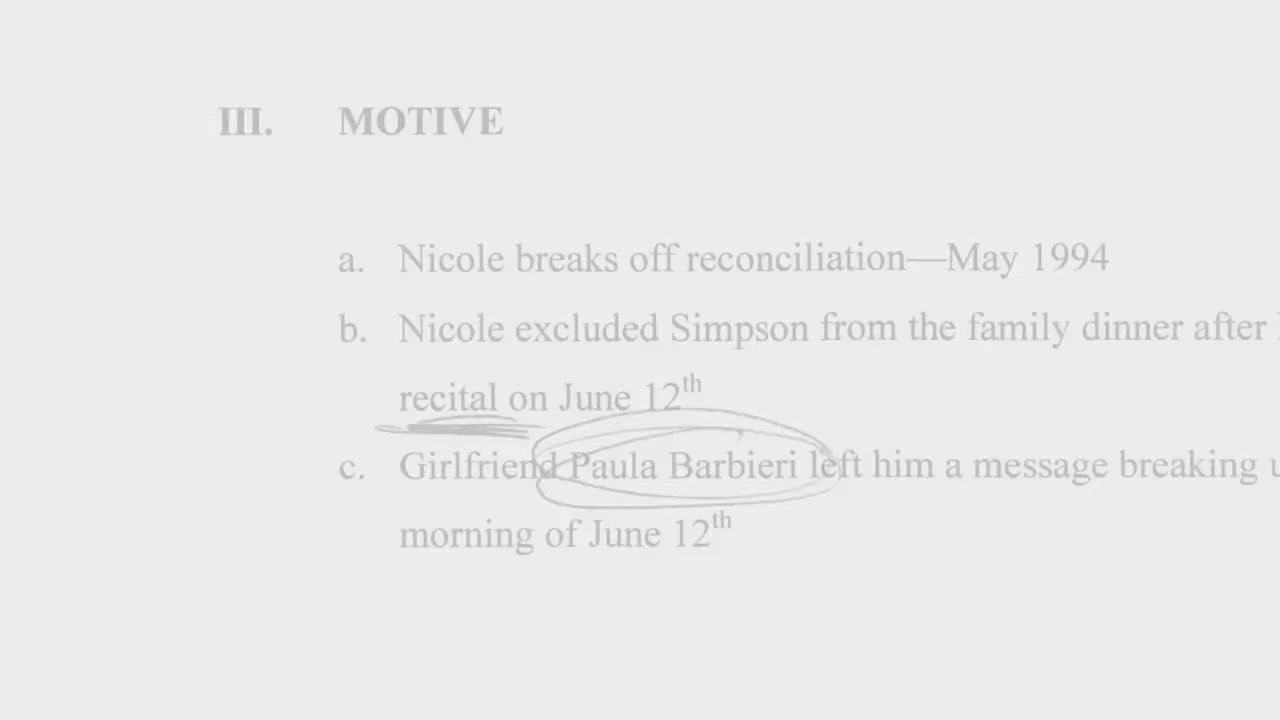 III. MOTIVE
a. Nicole breaks off reconciliation—May 1994
b. Nicole excluded Simpson from the family dinner after
recital on June 12th
c. Girlfriend Paula Barbieri left him a message breaking
morning of June 12th